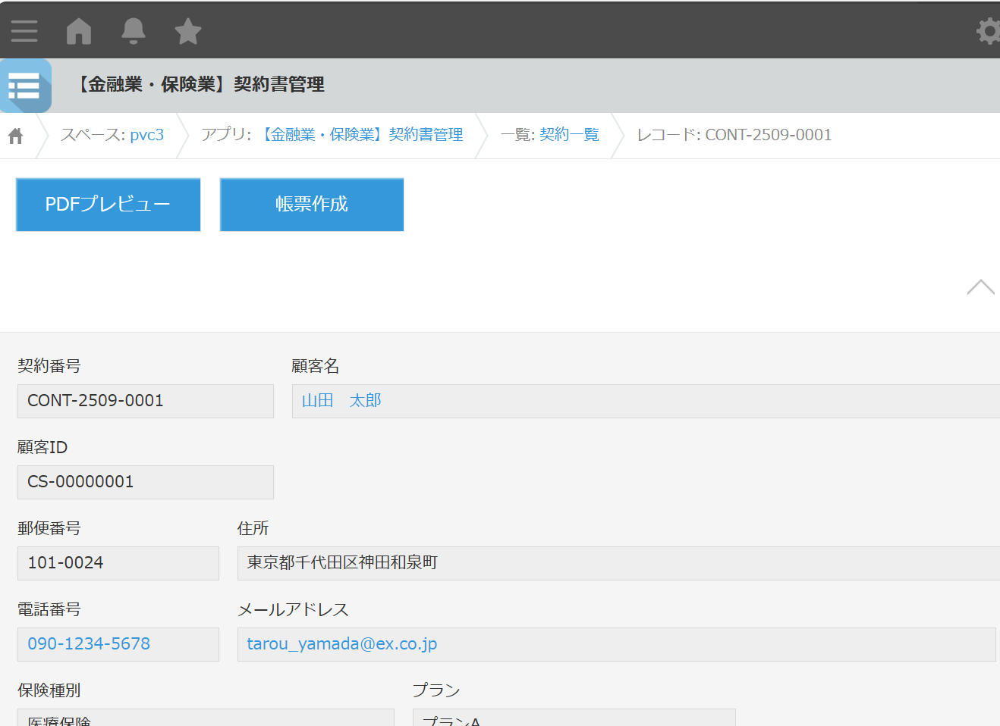 【金融業・保険業】契約書管理
スペース: pvc3 アプリ: 【金融業・保険業】契約書管理 一覧: 契約一覧 レコード: CONT-2509-0001
PDFプレビュー 帳票作成
契約番号 顧客名
CONT-2509-0001 山田　太郎
顧客ID
CS-00000001
郵便番号 住所
101-0024 東京都千代田区神田和泉町
電話番号 メールアドレス
090-1234-5678 tarou_yamada@ex.co.jp
保険種別 プラン
医療保険 プランA